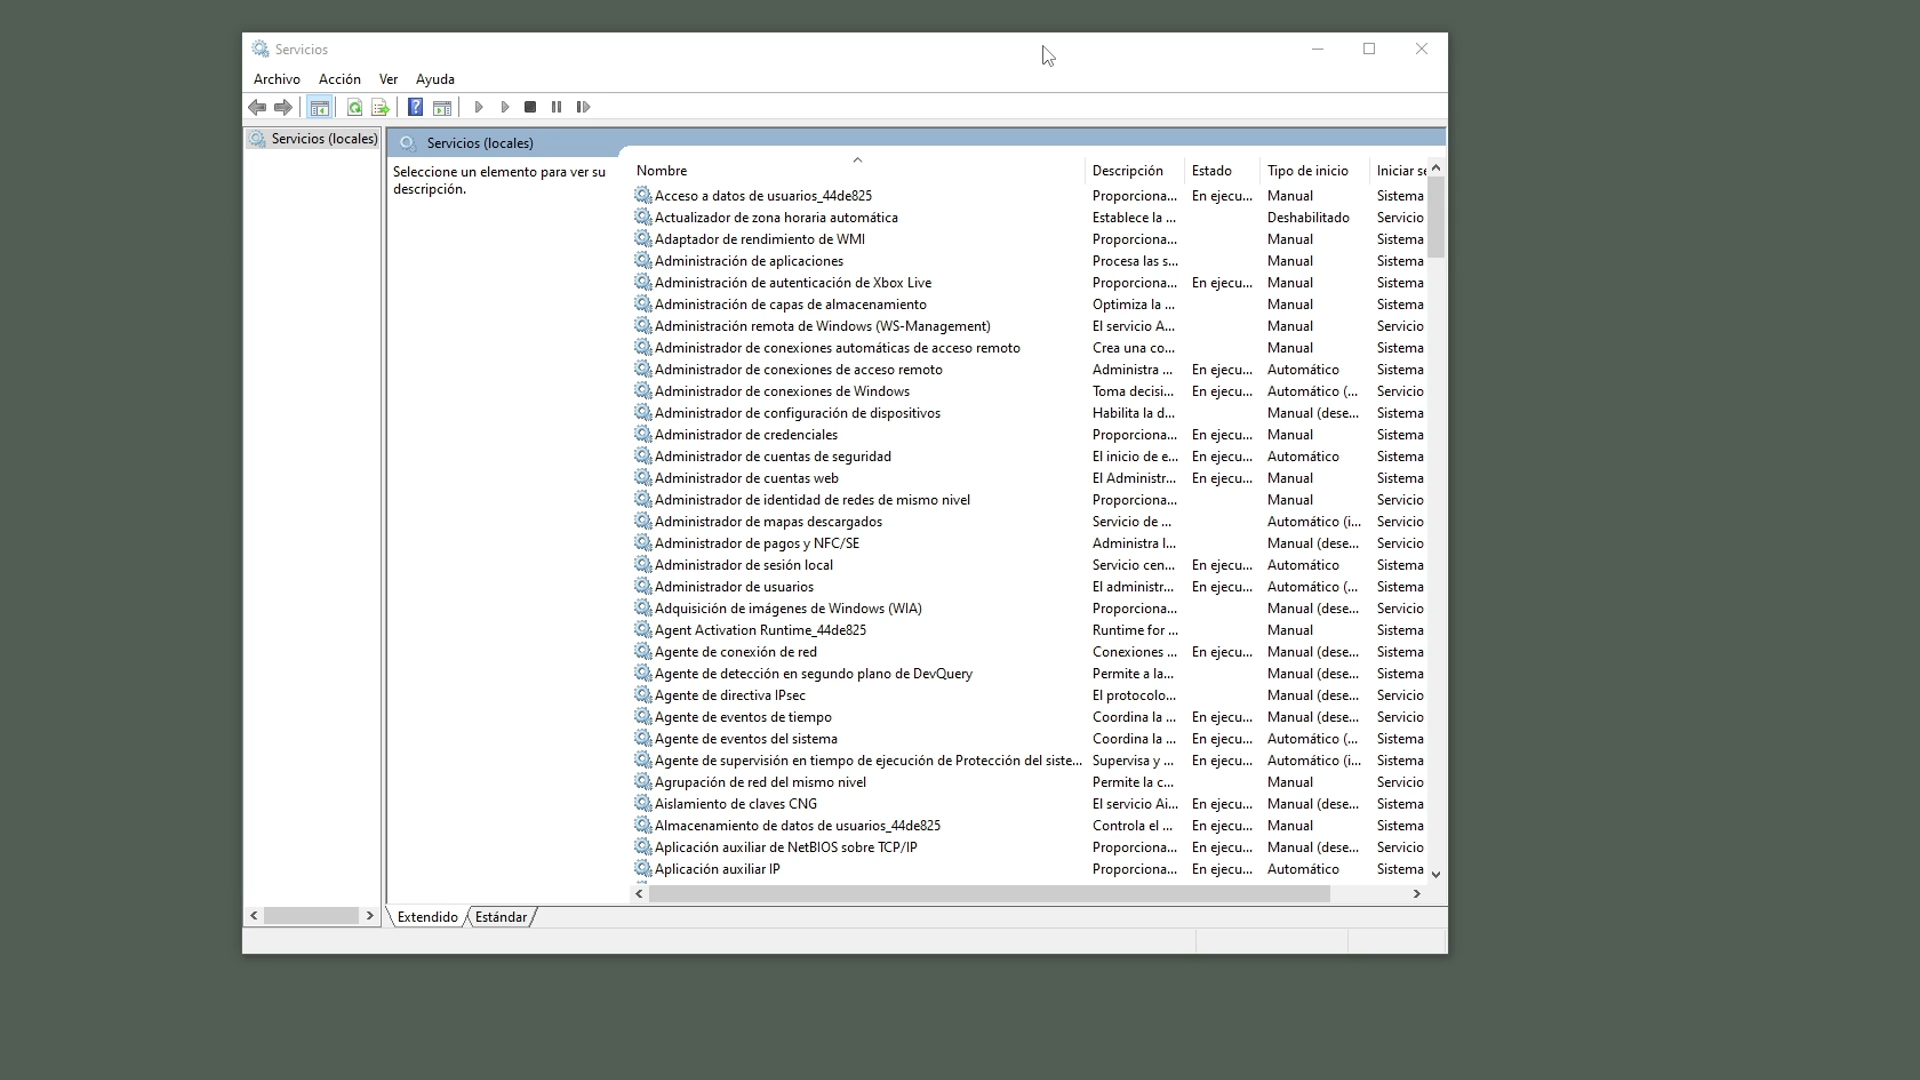 Servicios
Archivo Acción Ver Ayuda
?
Servicios (locales)
Servicios (locales)
Seleccione un elemento para ver su
descripción.
Nombre Descripción Estado Tipo de inicio Iniciar se
Acceso a datos de usuarios_44de825 Proporciona... En ejecu... Manual Sistema
Actualizador de zona horaria automática Establece la ... Deshabilitado Servicio
Adaptador de rendimiento de WMI Proporciona... Manual Sistema
Administración de aplicaciones Procesa las s... Manual Sistema
Administración de autenticación de Xbox Live Proporciona... En ejecu... Manual Sistema
Administración de capas de almacenamiento Optimiza la ... Manual Sistema
Administración remota de Windows (WS-Management) El servicio A... Manual Servicio
Administrador de conexiones automáticas de acceso remoto Crea una co... Manual Sistema
Administrador de conexiones de acceso remoto Administra ... En ejecu... Automático Sistema
Administrador de conexiones de Windows Toma decisi... En ejecu... Automático (... Servicio
Administrador de configuración de dispositivos Habilita la d... Manual (dese... Sistema
Administrador de credenciales Proporciona... En ejecu... Manual Sistema
Administrador de cuentas de seguridad El inicio de e... En ejecu... Automático Sistema
Administrador de cuentas web El Administr... En ejecu... Manual Sistema
Administrador de identidad de redes de mismo nivel Proporciona... Manual Servicio
Administrador de mapas descargados Servicio de ... Automático (i... Servicio
Administrador de pagos y NFC/SE Administra l... Manual (dese... Servicio
Administrador de sesión local Servicio cen... En ejecu... Automático Sistema
Administrador de usuarios El administr... En ejecu... Automático (... Sistema
Adquisición de imágenes de Windows (WIA) Proporciona... Manual (dese... Servicio
Agent Activation Runtime_44de825 Runtime for ... Manual Sistema
Agente de conexión de red Conexiones ... En ejecu... Manual (dese... Sistema
Agente de detección en segundo plano de DevQuery Permite a la... Manual (dese... Sistema
Agente de directiva IPsec El protocolo... Manual (dese... Servicio
Agente de eventos de tiempo Coordina la ... En ejecu... Manual (dese... Servicio
Agente de eventos del sistema Coordina la ... En ejecu... Automático (... Sistema
Agente de supervisión en tiempo de ejecución de Protección del siste... Supervisa y ... En ejecu... Automático (i... Sistema
Agrupación de red del mismo nivel Permite la c... Manual Servicio
Aislamiento de claves CNG El servicio Ai... En ejecu... Manual (dese... Sistema
Almacenamiento de datos de usuarios_44de825 Controla el ... En ejecu... Manual Sistema
Aplicación auxiliar de NetBIOS sobre TCP/IP Proporciona... En ejecu... Manual (dese... Servicio
Aplicación auxiliar IP Proporciona... En ejecu... Automático Sistema
Extendido Estándar